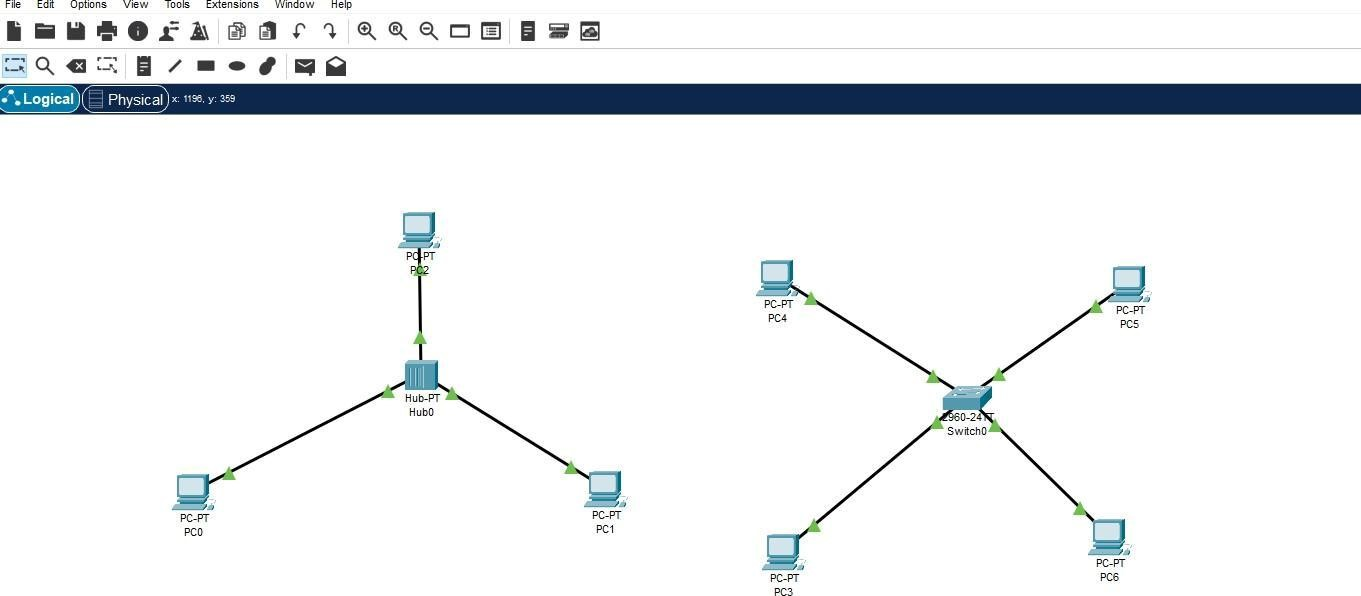 File Edit Options View Tools Extensions Window Help
Logical Physical x: 1196, y: 359
PC-PT
PC2
PC-PT
PC4
PC-PT
PC5
Hub-PT
Hub0
2960-24TT
Switch0
PC-PT
PC0
PC-PT
PC1
PC-PT
PC3
PC-PT
PC6